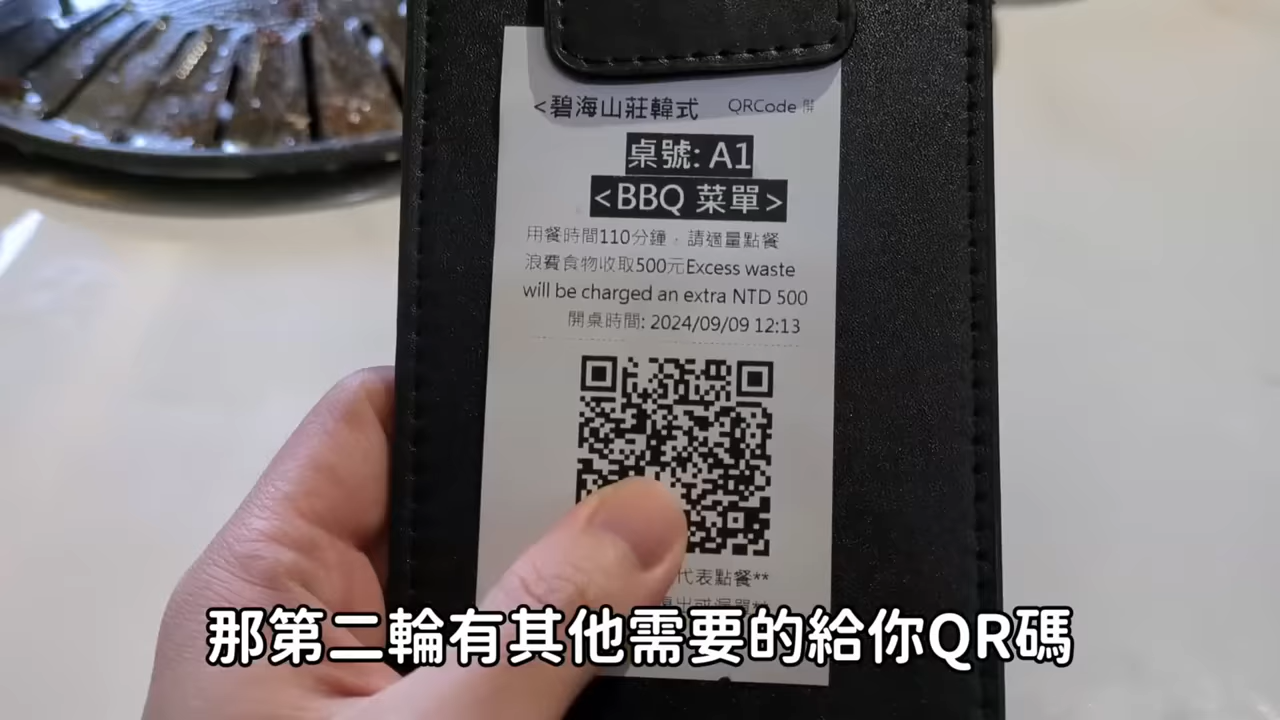 <碧海山莊韓式 QRCode 開
桌號: A1
<BBQ 菜單>
用餐時間110分鐘。請適量點餐
浪費食物收取500元Excess waste
will be charged an extra NTD 500
開桌時間: 2024/09/09 12:13
代表點餐**
那第二輪有其他需要的給你QR碼